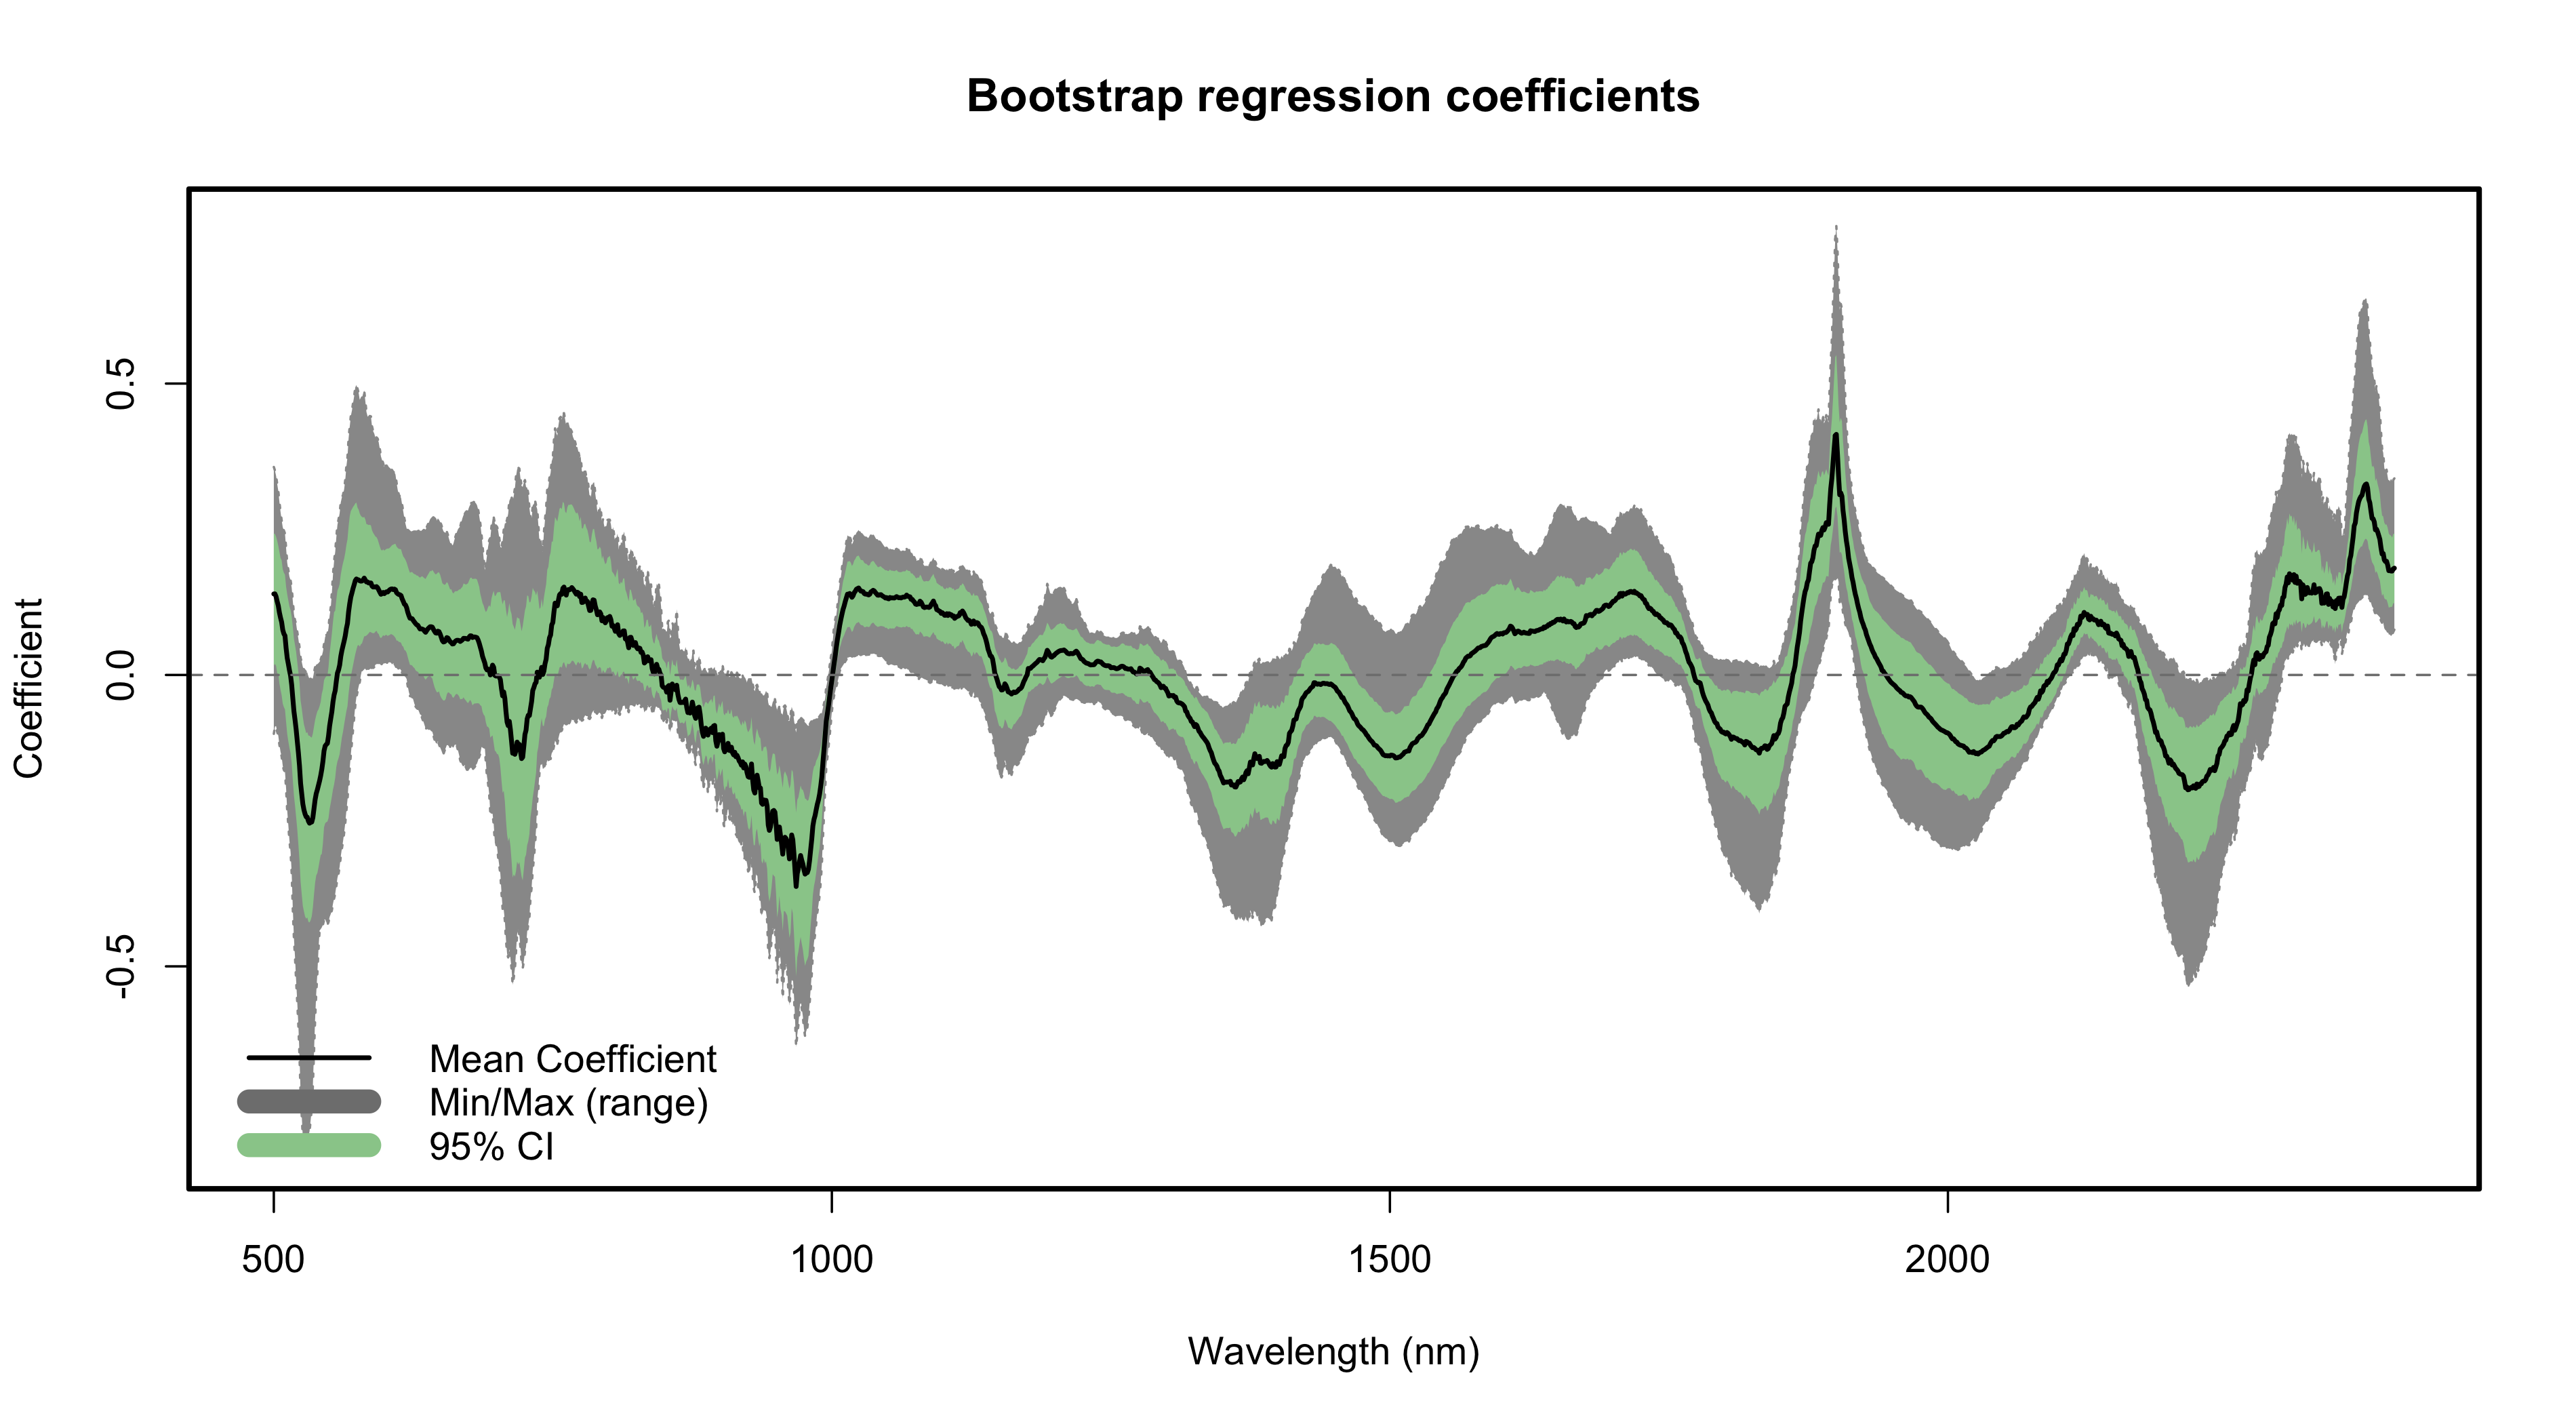 Bootstrap regression coefficients
Coefficient
0.5
0.0
-0.5
Mean Coefficient
Min/Max (range)
95% CI
500 1000 1500 2000
Wavelength (nm)